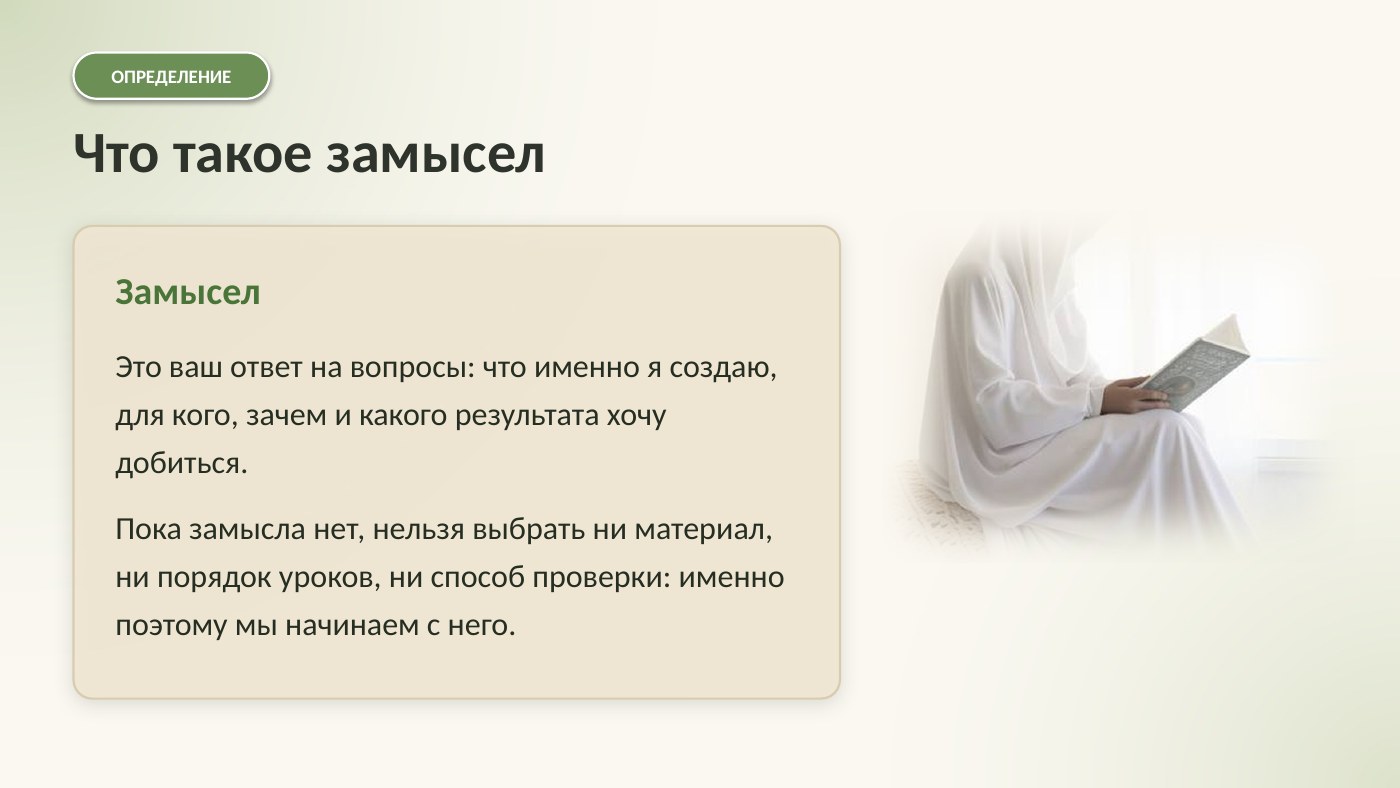 ОПРЕДЕЛЕНИЕ
Что такое замысел
Замысел
Это ваш ответ на вопросы: что именно я создаю,
для кого, зачем и какого результата хочу
добиться.
Пока замысла нет, нельзя выбрать ни материал,
ни порядок уроков, ни способ проверки: именно
поэтому мы начинаем с него.